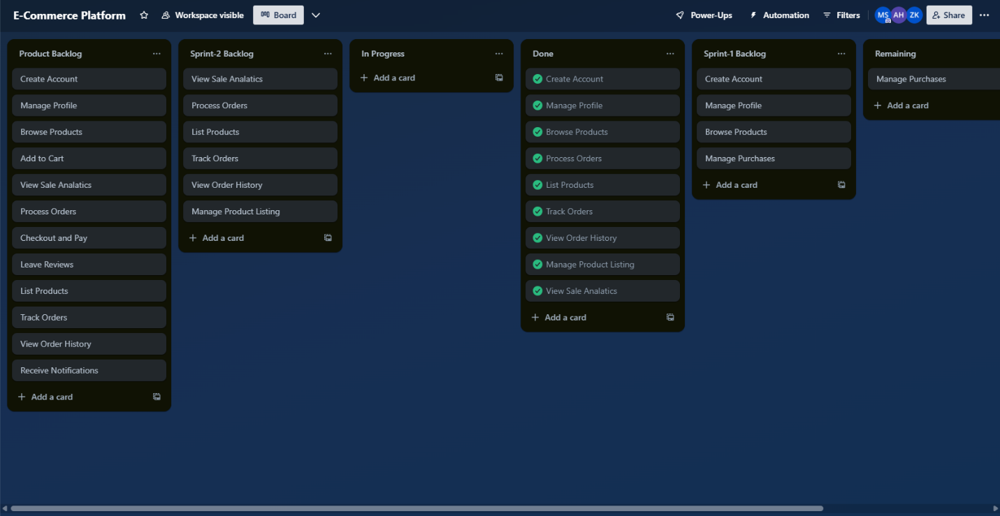 E-Commerce Platform
Workspace visible
Board
Power-Ups
Automation
Filters
MS
AH
ZK
Share
Product Backlog
Create Account
Manage Profile
Browse Products
Add to Cart
View Sale Analatics
Process Orders
Checkout and Pay
Leave Reviews
List Products
Track Orders
View Order History
Receive Notifications
Add a card
Sprint-2 Backlog
View Sale Analatics
Process Orders
List Products
Track Orders
View Order History
Manage Product Listing
Add a card
In Progress
Add a card
Done
Create Account
Manage Profile
Browse Products
Process Orders
List Products
Track Orders
View Order History
Manage Product Listing
View Sale Analatics
Add a card
Sprint-1 Backlog
Create Account
Manage Profile
Browse Products
Manage Purchases
Add a card
Remaining
Manage Purchases
Add a card